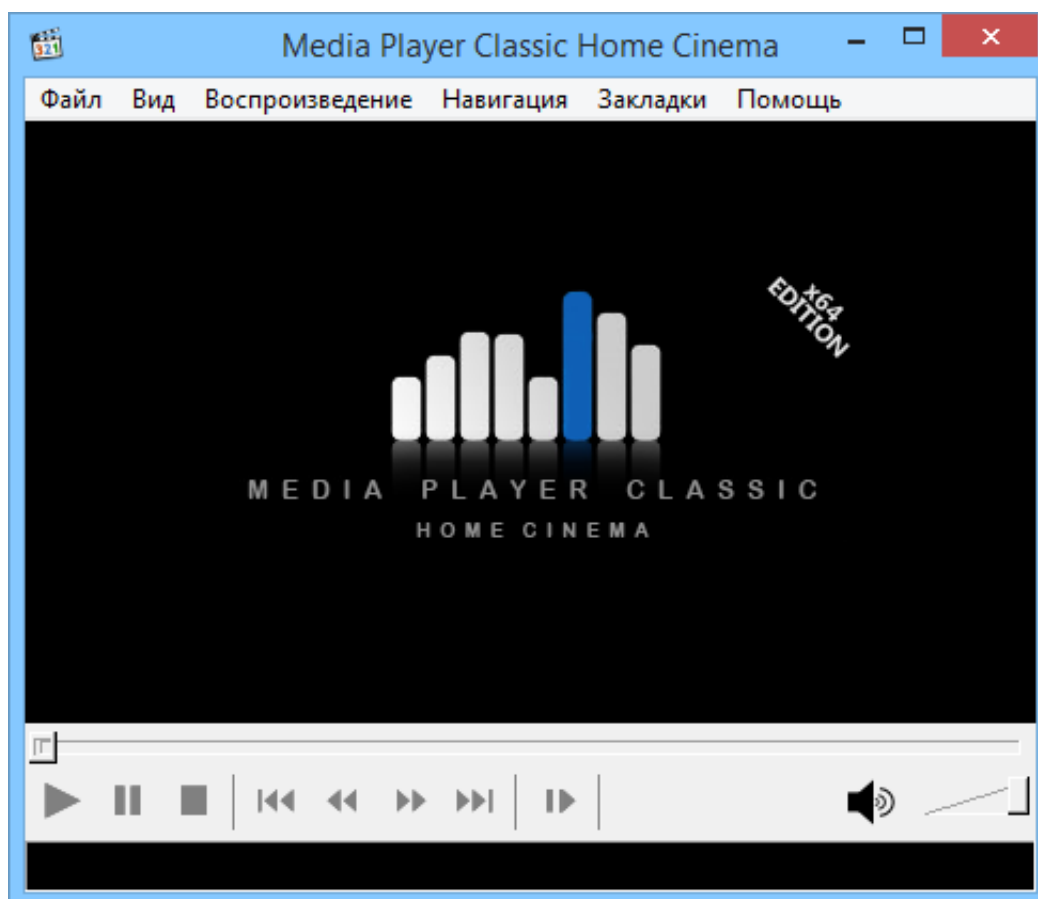 Media Player Classic Home Cinema
Файл Вид Воспроизведение Навигация Закладки Помощь
x64
EDITION
MEDIA PLAYER CLASSIC
HOME CINEMA